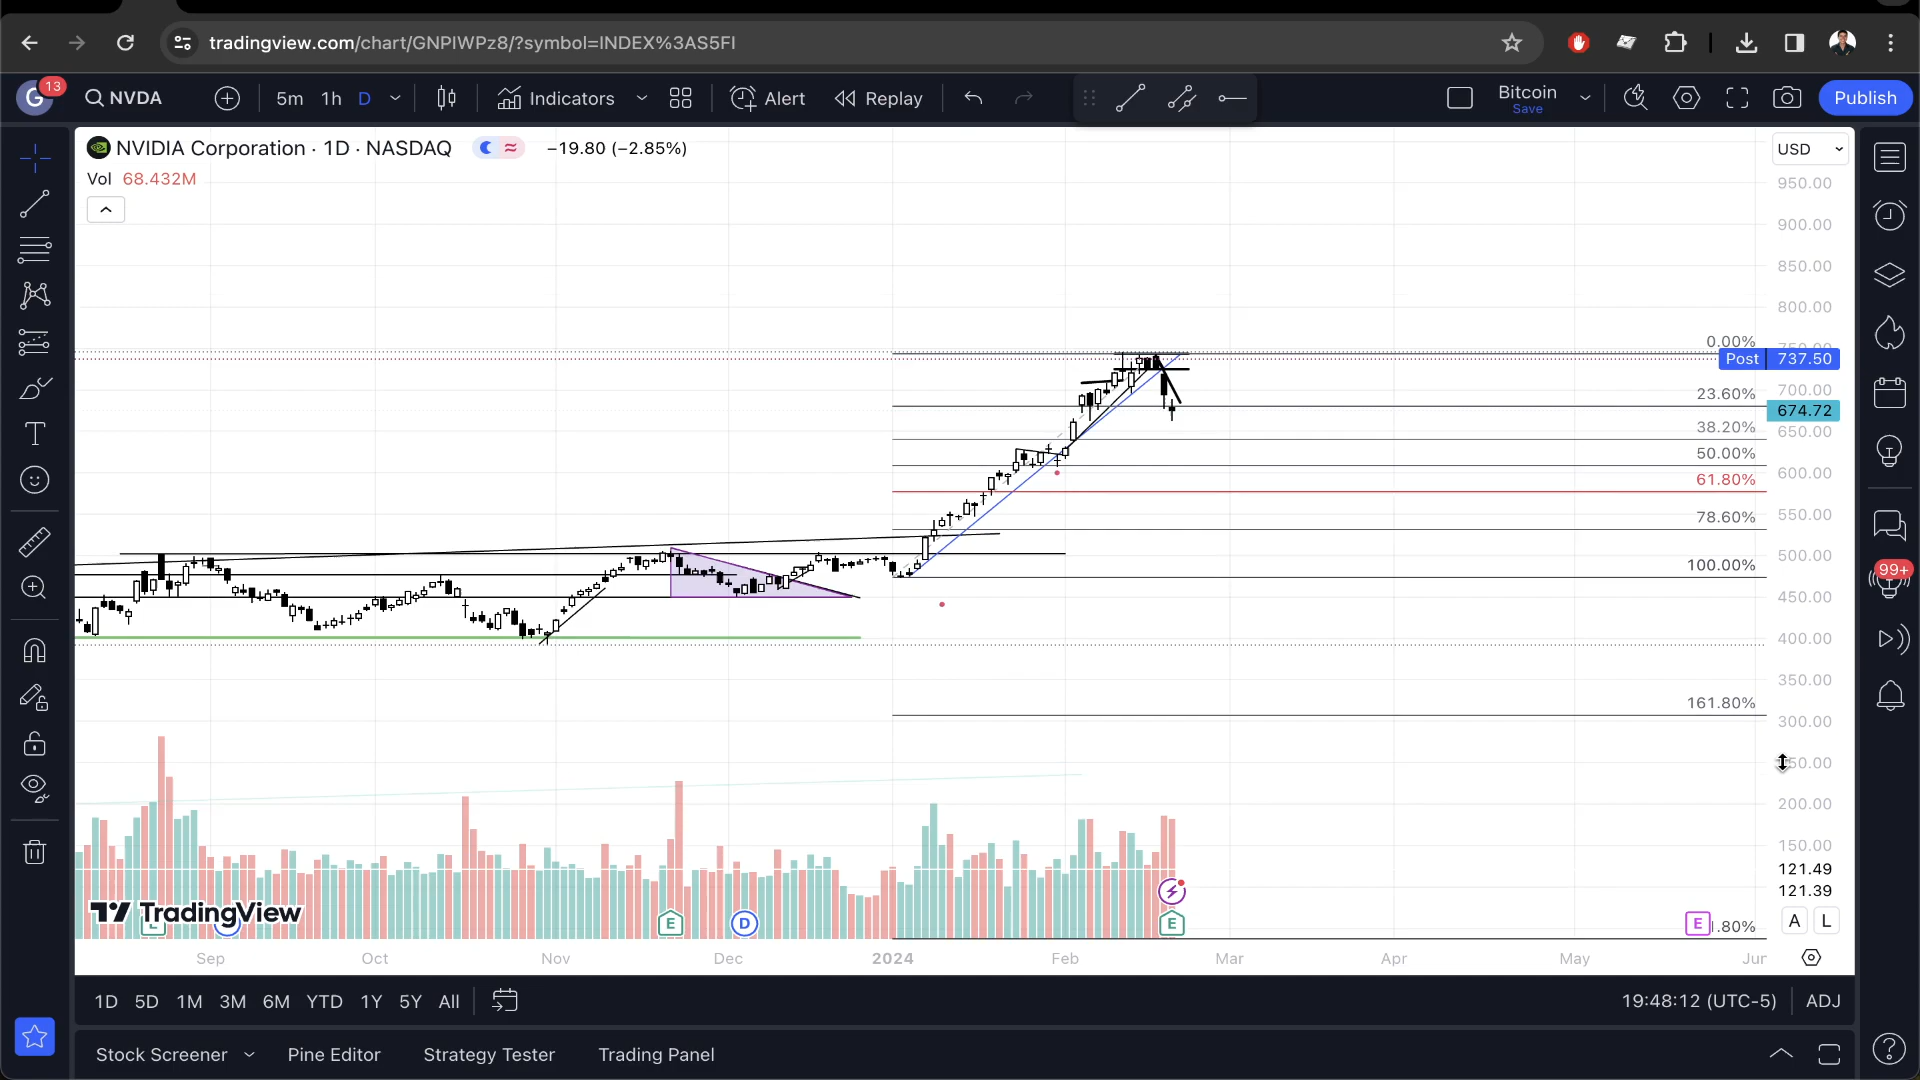 tradingview.com/chart/GNPIWPz8/?symbol=INDEX%3AS5FI
G 13 NVDA 5m 1h D Indicators Alert Replay Bitcoin Save Publish
NVIDIA Corporation · 1D · NASDAQ −19.80 (−2.85%) USD
Vol 68.432M
950.00
900.00
850.00
800.00
0.00%
Post 737.50
700.00
23.60%
674.72
38.20% 650.00
50.00%
600.00
61.80%
78.60% 550.00
500.00
100.00%
99+
450.00
400.00
350.00
161.80%
300.00
200.00
150.00
121.49
121.39
TradingView
E E D E E .80% A L
Sep Oct Nov Dec 2024 Feb Mar Apr May Jun
1D 5D 1M 3M 6M YTD 1Y 5Y All 19:48:12 (UTC-5) ADJ
Stock Screener Pine Editor Strategy Tester Trading Panel